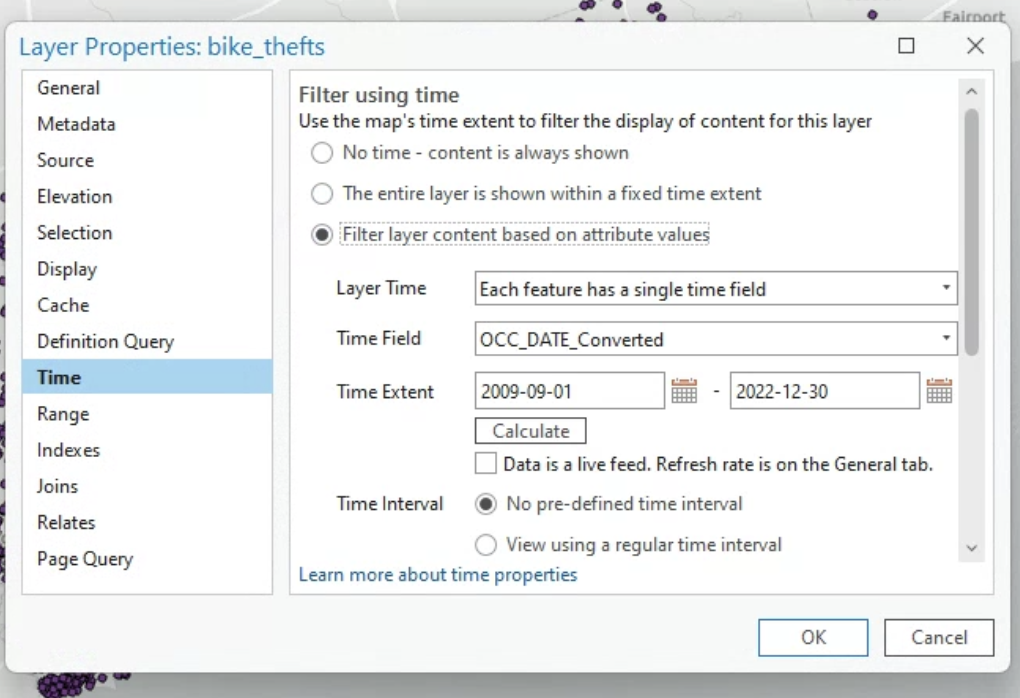 Fairport
Layer Properties: bike_thefts
General
Metadata
Source
Elevation
Selection
Display
Cache
Definition Query
Time
Range
Indexes
Joins
Relates
Page Query
Filter using time
Use the map's time extent to filter the display of content for this layer
No time - content is always shown
The entire layer is shown within a fixed time extent
Filter layer content based on attribute values
Layer Time Each feature has a single time field
Time Field OCC_DATE_Converted
Time Extent 2009-09-01 - 2022-12-30
Calculate
Data is a live feed. Refresh rate is on the General tab.
Time Interval No pre-defined time interval
View using a regular time interval
Learn more about time properties
OK Cancel